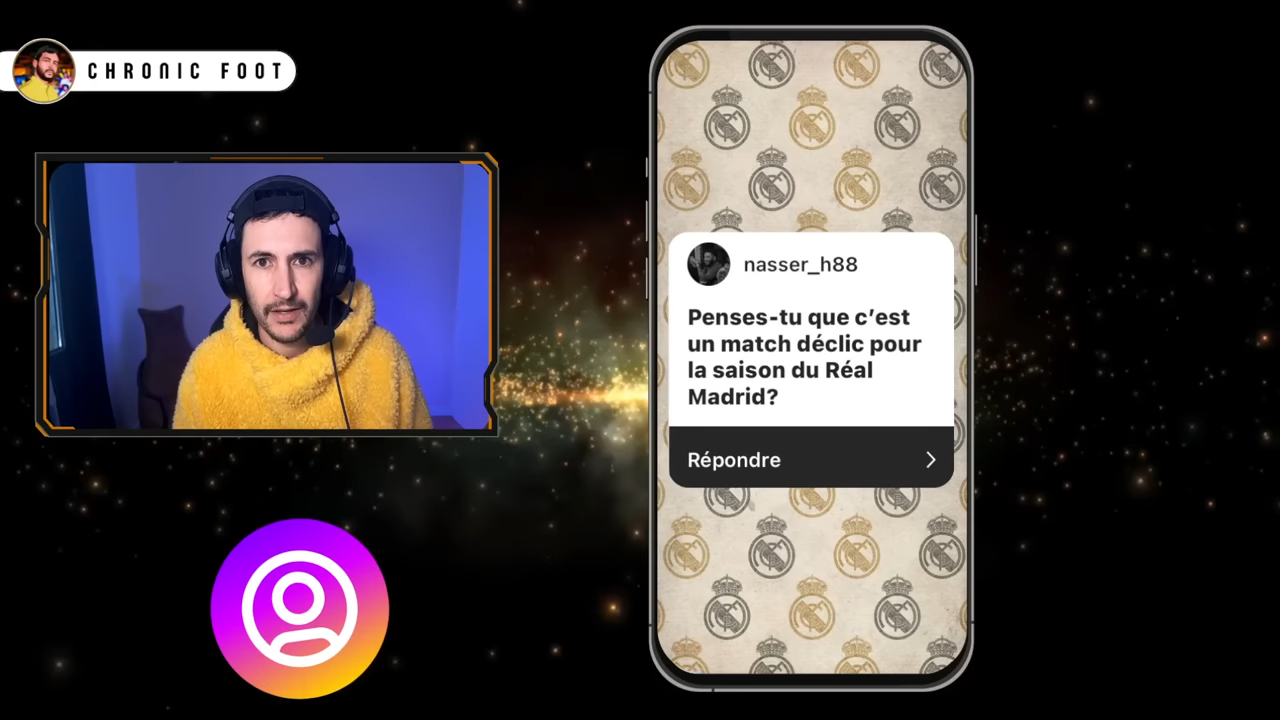 CHRONIC FOOT
nasser_h88
Penses-tu que c’est
un match déclic pour
la saison du Réal
Madrid?
Répondre